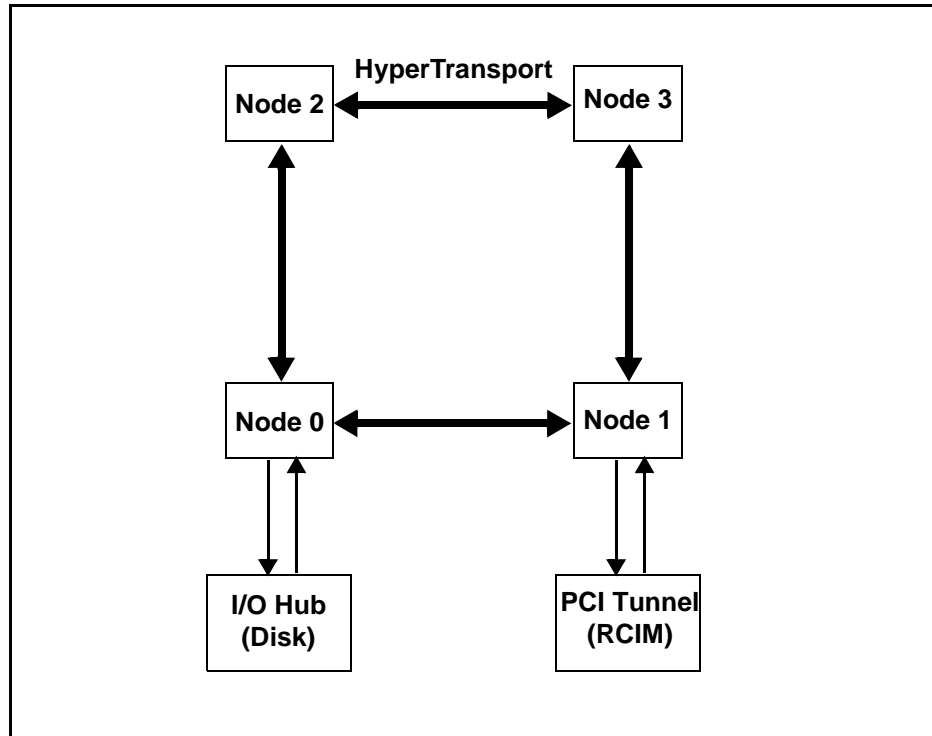 HyperTransport
Node 2
Node 3
Node 0
Node 1
I/O Hub
(Disk)
PCI Tunnel
(RCIM)